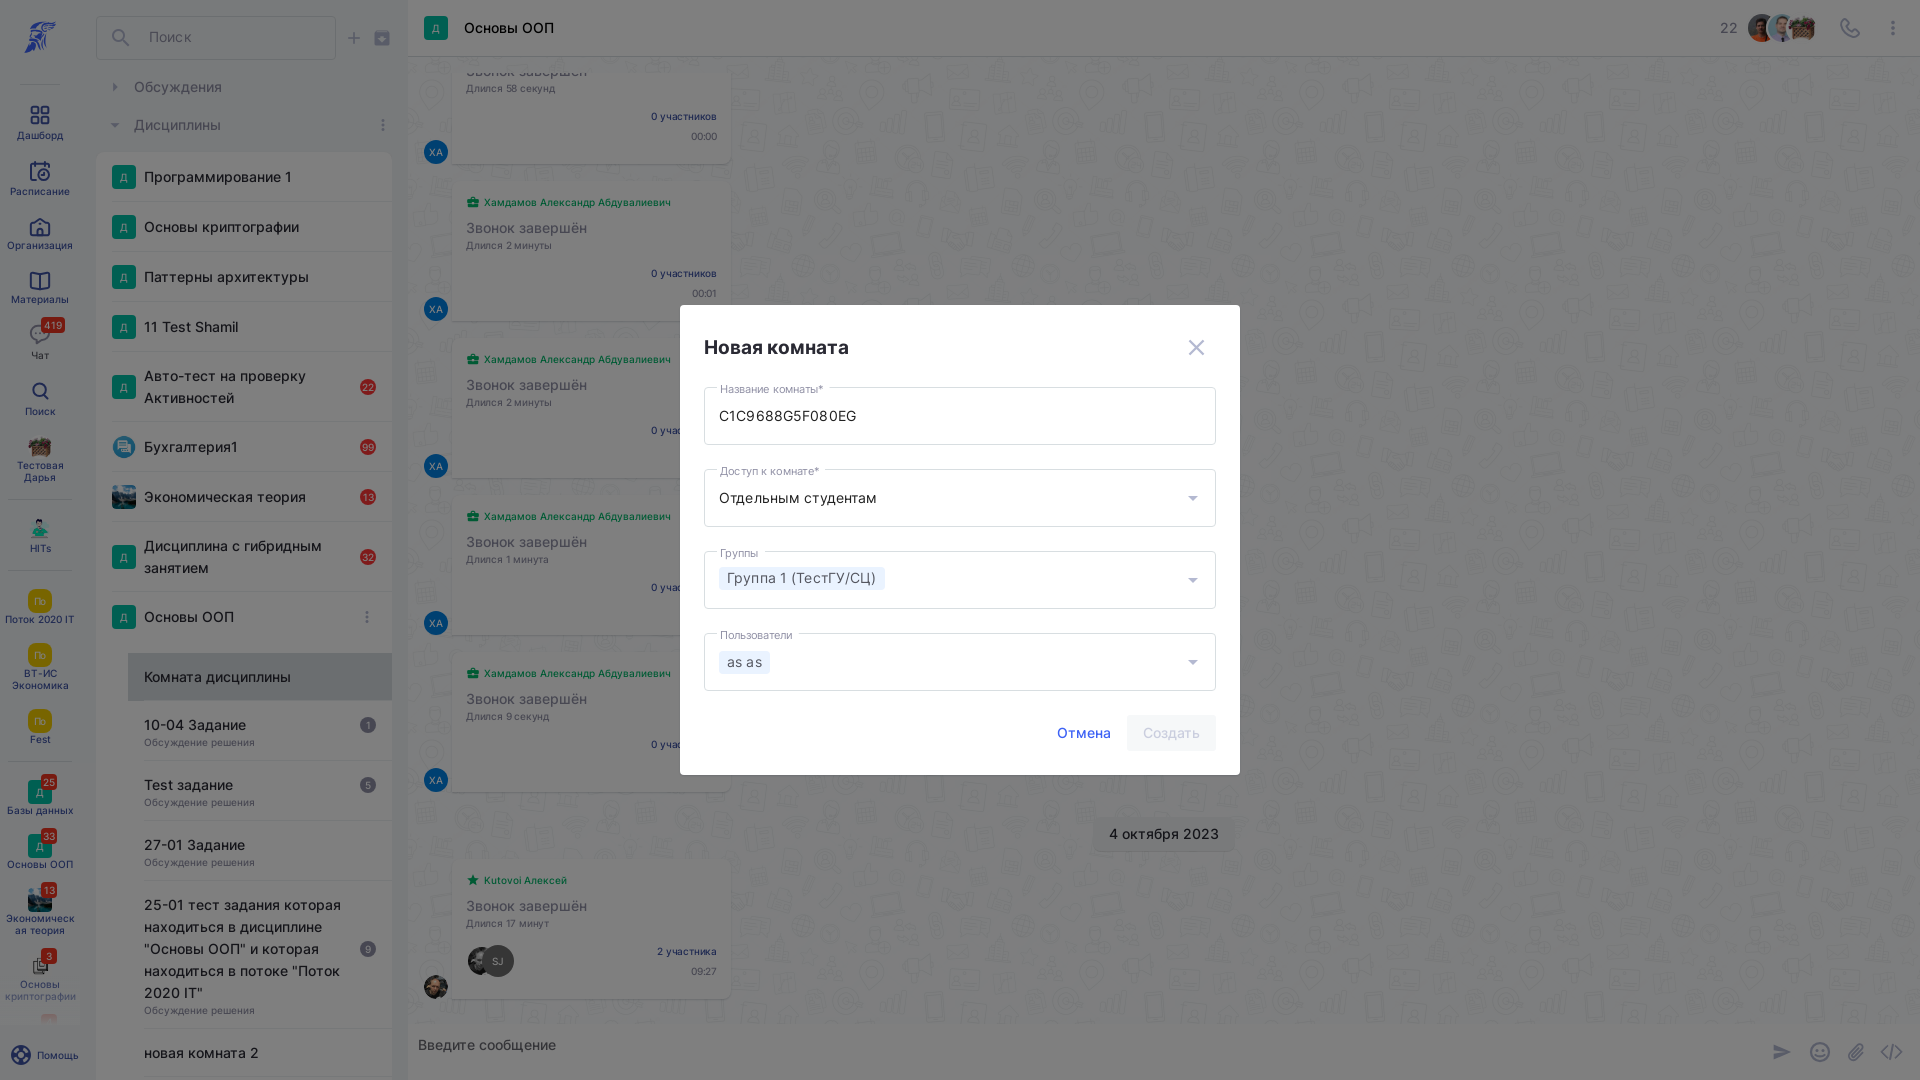 Поиск
Обсуждения
Дисциплины
Дашборд
Расписание
Организация
Материалы
419
Чат
Поиск
Тестовая
Дарья
HITs
По
Поток 2020 IT
По
ВТ-ИС
Экономика
По
Fest
25
Д
Базы данных
33
Д
Основы ООП
13
Экономическ
ая теория
3
Основы
криптографии
Помощь
Д
Программирование 1
Д
Основы криптографии
Д
Паттерны архитектуры
Д
11 Test Shamil
Д
Авто-тест на проверку
Активностей
22
Бухгалтерия1
99
Экономическая теория
13
Д
Дисциплина с гибридным
занятием
32
Д
Основы ООП
Комната дисциплины
10-04 Задание
1
Обсуждение решения
Test задание
5
Обсуждение решения
27-01 Задание
Обсуждение решения
25-01 тест задания которая
находиться в дисциплине
"Основы ООП" и которая
9
находиться в потоке "Поток
2020 IT"
Обсуждение решения
новая комната 2
Д
Основы ООП
22
Звонок завершён
Длился 58 секунд
0 участников
00:00
ХА
Хамдамов Александр Абдувалиевич
Звонок завершён
Длился 2 минуты
0 участников
00:01
ХА
Хамдамов Александр Абдувалиевич
Звонок завершён
Длился 2 минуты
0 учас
ХА
Хамдамов Александр Абдувалиевич
Звонок завершён
Длился 1 минута
0 учас
ХА
Хамдамов Александр Абдувалиевич
Звонок завершён
Длился 9 секунд
0 учас
ХА
4 октября 2023
Kutovoi Алексей
Звонок завершён
Длился 17 минут
SJ
2 участника
09:27
Введите сообщение
Новая комната
Название комнаты*
C1C9688G5F080EG
Доступ к комнате*
Отдельным студентам
Группы
Группа 1 (ТестГУ/СЦ)
Пользователи
as as
Отмена
Создать